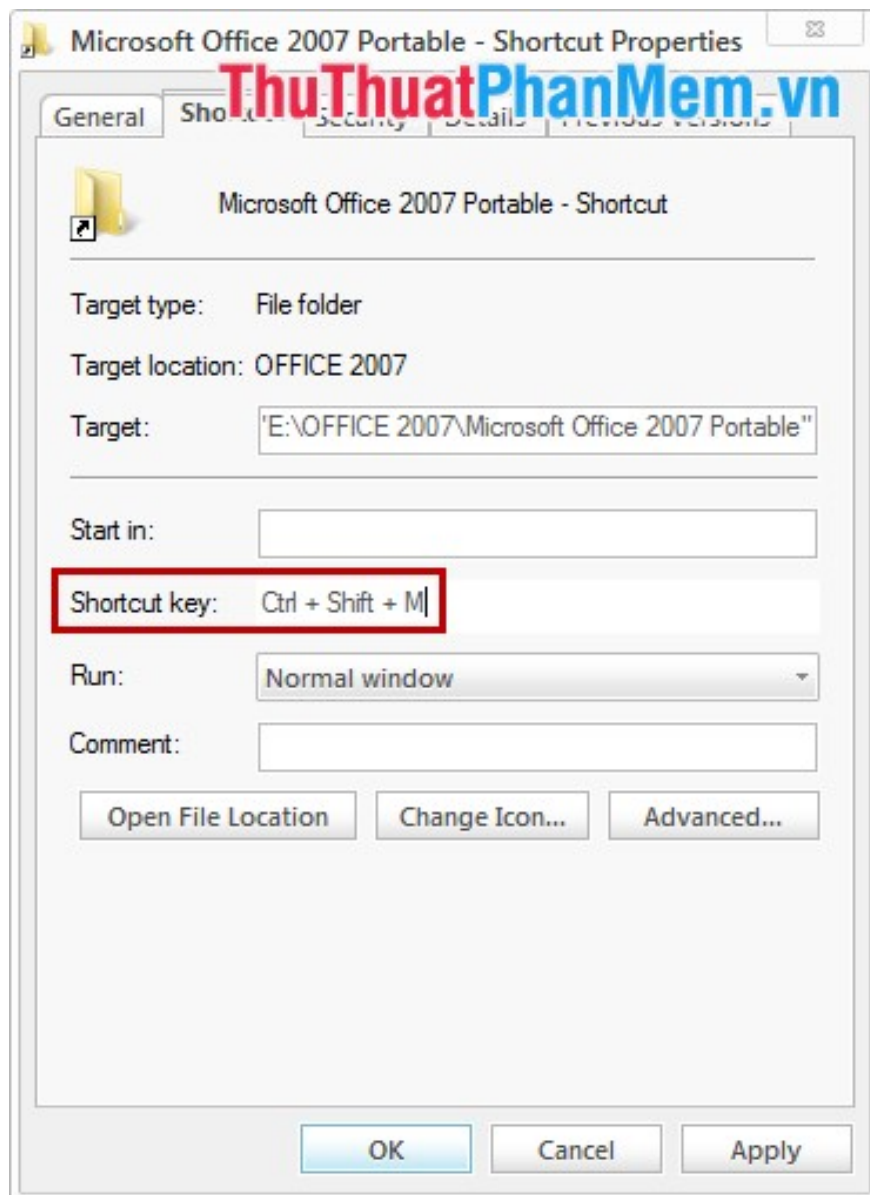 Microsoft Office 2007 Portable - Shortcut Properties
ThuThuatPhanMem.vn
General
Microsoft Office 2007 Portable - Shortcut
Target type: File folder
Target location: OFFICE 2007
Target: "E:\OFFICE 2007\Microsoft Office 2007 Portable"
Start in:
Shortcut key: Ctrl + Shift + M
Run: Normal window
Comment:
Open File Location Change Icon... Advanced...
OK Cancel Apply